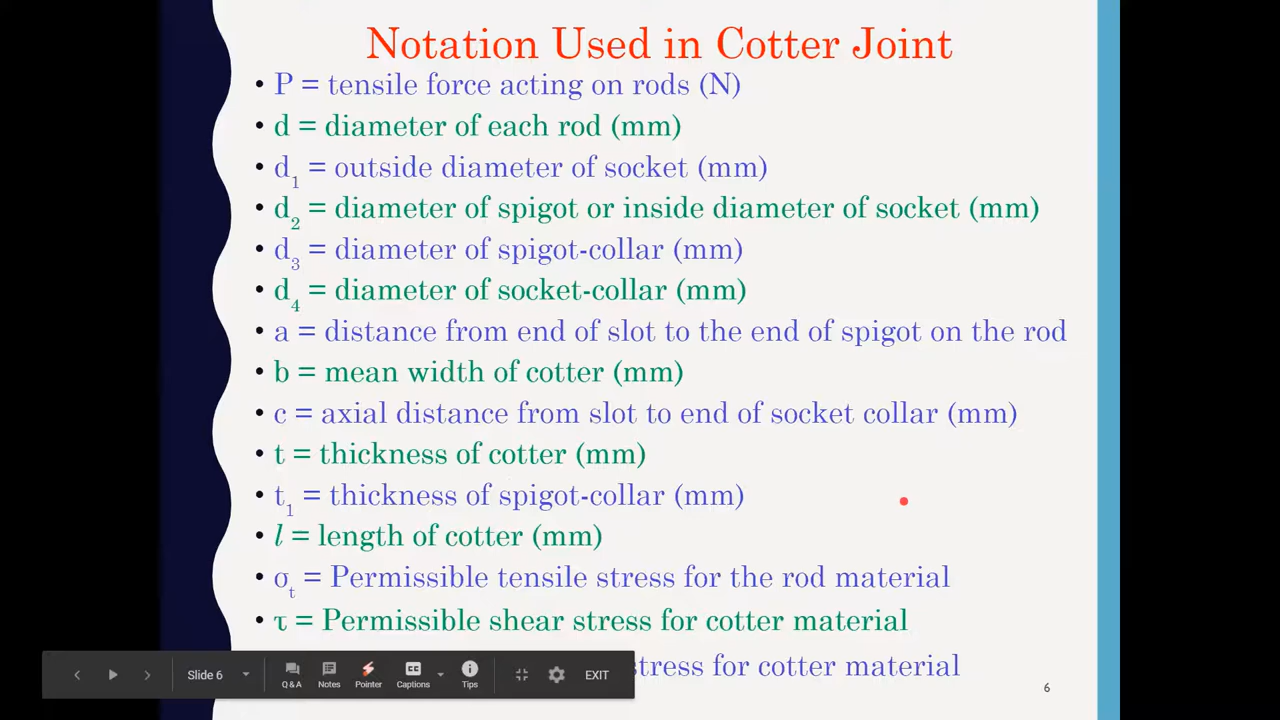 Notation Used in Cotter Joint
• P = tensile force acting on rods (N)
• d = diameter of each rod (mm)
• d₁ = outside diameter of socket (mm)
• d₂ = diameter of spigot or inside diameter of socket (mm)
• d₃ = diameter of spigot-collar (mm)
• d₄ = diameter of socket-collar (mm)
• a = distance from end of slot to the end of spigot on the rod
• b = mean width of cotter (mm)
• c = axial distance from slot to end of socket collar (mm)
• t = thickness of cotter (mm)
• t₁ = thickness of spigot-collar (mm)
• l = length of cotter (mm)
• σₜ = Permissible tensile stress for the rod material
• τ = Permissible shear stress for cotter material
stress for cotter material
Slide 6
Q & A
Notes
Pointer
CC
Captions
Tips
EXIT
6